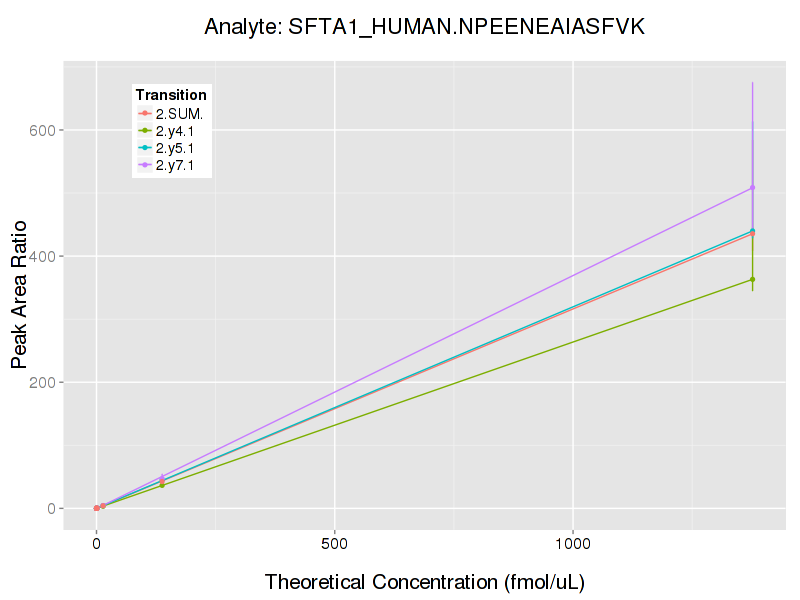 Analyte: SFTA1_HUMAN.NPEENEAIASFVK
Transition
2.SUM.
2.y4.1
2.y5.1
2.y7.1
Peak Area Ratio
600
400
200
0
0
500
1000
Theoretical Concentration (fmol/uL)